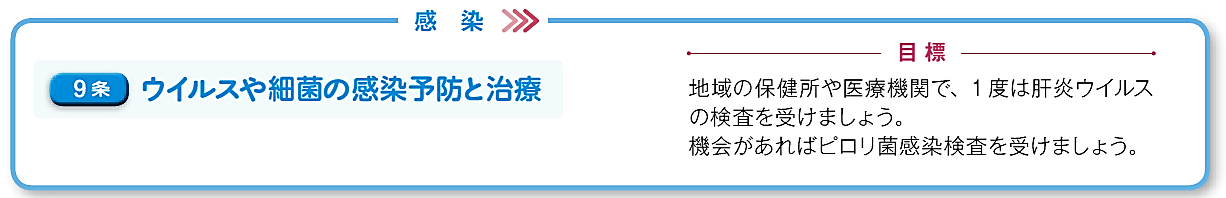 感染
9条 ウイルスや細菌の感染予防と治療
目標
地域の保健所や医療機関で、1度は肝炎ウイルス
の検査を受けましょう。
機会があればピロリ菌感染検査を受けましょう。